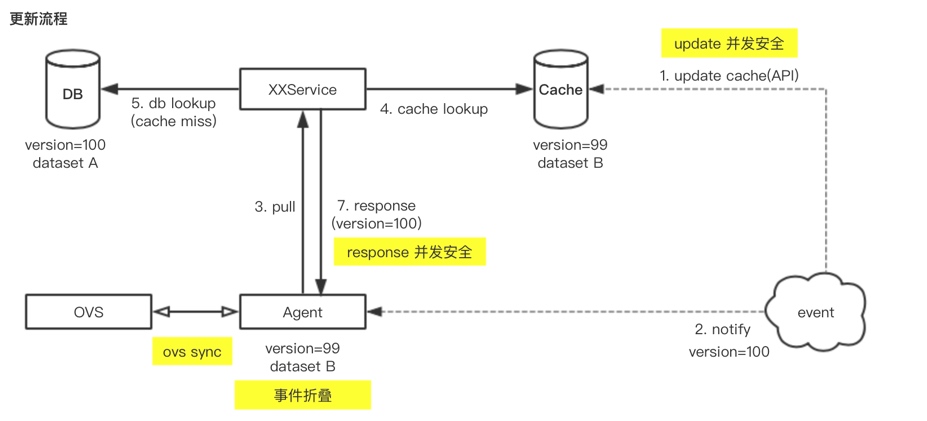 更新流程
update 并发安全
1. update cache(API)
DB
XXService
Cache
5. db lookup
(cache miss)
4. cache lookup
version=100
dataset A
version=99
dataset B
3. pull
7. response
(version=100)
response 并发安全
OVS
Agent
event
2. notify
version=100
ovs sync
version=99
dataset B
事件折叠